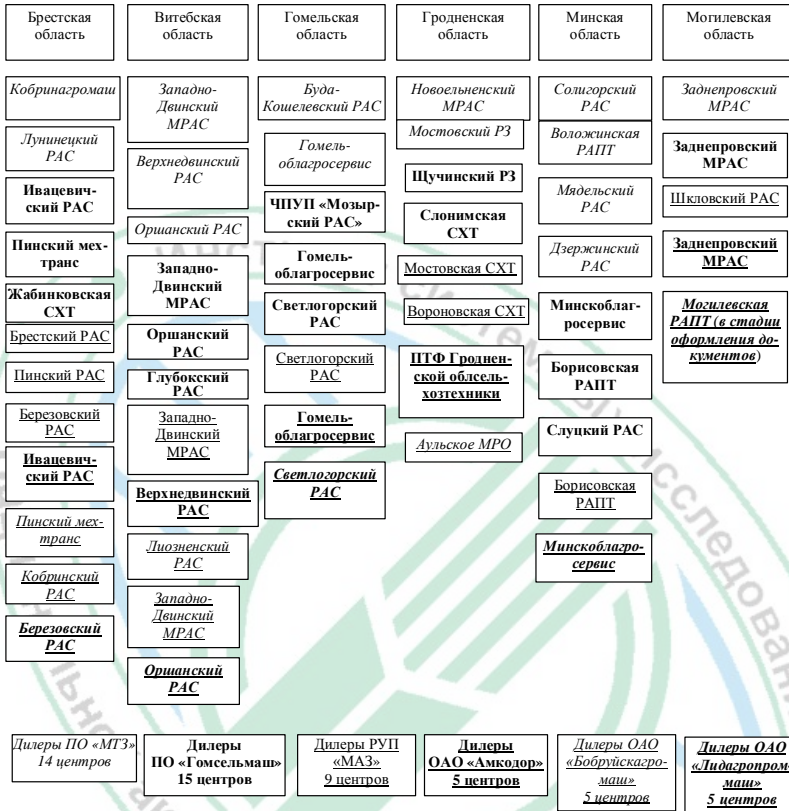 Брестская
область
Витебская
область
Гомельская
область
Гродненская
область
Минская
область
Могилевская
область
Кобринагромаш
Лунинецкий
РАС
Ивацевич-
ский РАС
Пинский мех-
транс
Жабинковская
СХТ
Брестский РАС
Пинский РАС
Березовский
РАС
Ивацевич-
ский РАС
Пинский мех-
транс
Кобринский
РАС
Березовский
РАС
Западно-
Двинский
МРАС
Верхнедвинский
РАС
Оршанский РАС
Западно-
Двинский
МРАС
Оршанский
РАС
Глубокский
РАС
Западно-
Двинский
МРАС
Верхнедвинский
РАС
Лиозненский
РАС
Западно-
Двинский
МРАС
Оршанский
РАС
Буда-
Кошелевский РАС
Гомель-
облагросервис
ЧПУП «Мозыр-
ский РАС»
Гомель-
облагросервис
Светлогорский
РАС
Светлогорский
РАС
Гомель-
облагросервис
Светлогорский
РАС
Новоельненский
МРАС
Мостовский РЗ
Щучинский РЗ
Слонимская
СХТ
Мостовская СХТ
Вороновская СХТ
ПТФ Гроднен-
ской облсель-
хозтехники
Аульское МРО
Солигорский
РАС
Воложинская
РАПТ
Мядельский
РАС
Дзержинский
РАС
Минскоблаг-
росервис
Борисовская
РАПТ
Слуцкий РАС
Борисовская
РАПТ
Минскоблагро-
сервис
Заднепровский
МРАС
Заднепровский
МРАС
Шкловский РАС
Заднепровский
МРАС
Могилевская
РАПТ (в стадии
оформления до-
кументов)
Дилеры ПО «МТЗ»
14 центров
Дилеры
ПО «Гомсельмаш»
15 центров
Дилеры РУП
«МАЗ»
9 центров
Дилеры
ОАО «Амкодор»
5 центров
Дилеры ОАО
«Бобруйскагро-
маш»
5 центров
Дилеры ОАО
«Лидагропром-
маш»
5 центров